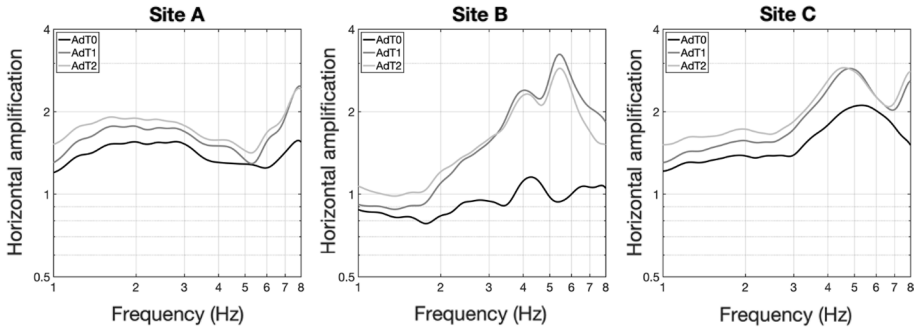 Site A
Horizontal amplification
4
2
1
0.5
AdT0
AdT1
AdT2
1 2 3 4 5 6 7 8
Frequency (Hz)
Site B
Horizontal amplification
4
2
1
0.5
AdT0
AdT1
AdT2
1 2 3 4 5 6 7 8
Frequency (Hz)
Site C
Horizontal amplification
4
2
1
0.5
AdT0
AdT1
AdT2
1 2 3 4 5 6 7 8
Frequency (Hz)